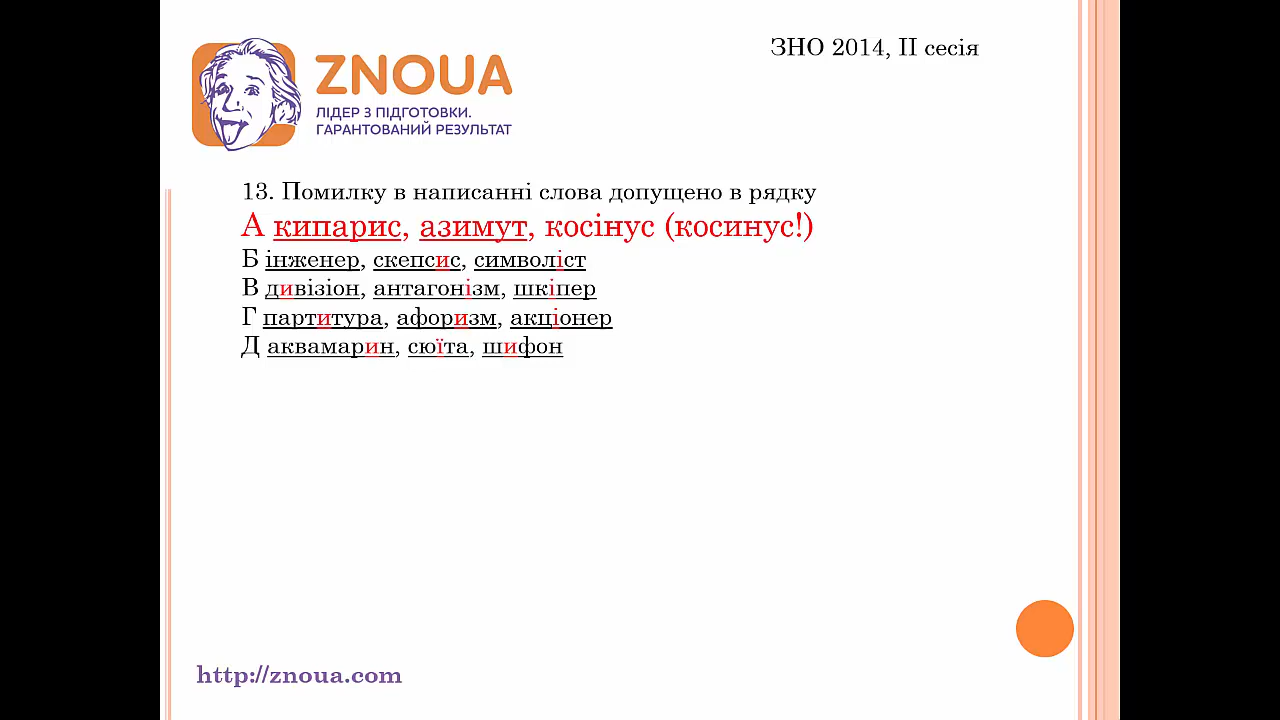 ЗНО 2014, ІІ сесія
ZNOUA
ЛІДЕР З ПІДГОТОВКИ.
ГАРАНТОВАНИЙ РЕЗУЛЬТАТ
13. Помилку в написанні слова допущено в рядку
А кипарис, азимут, косінус (косинус!)
Б інженер, скепсис, символіст
В дивізіон, антагонізм, шкіпер
Г партитура, афоризм, акціонер
Д аквамарин, сюїта, шифон
http://znoua.com